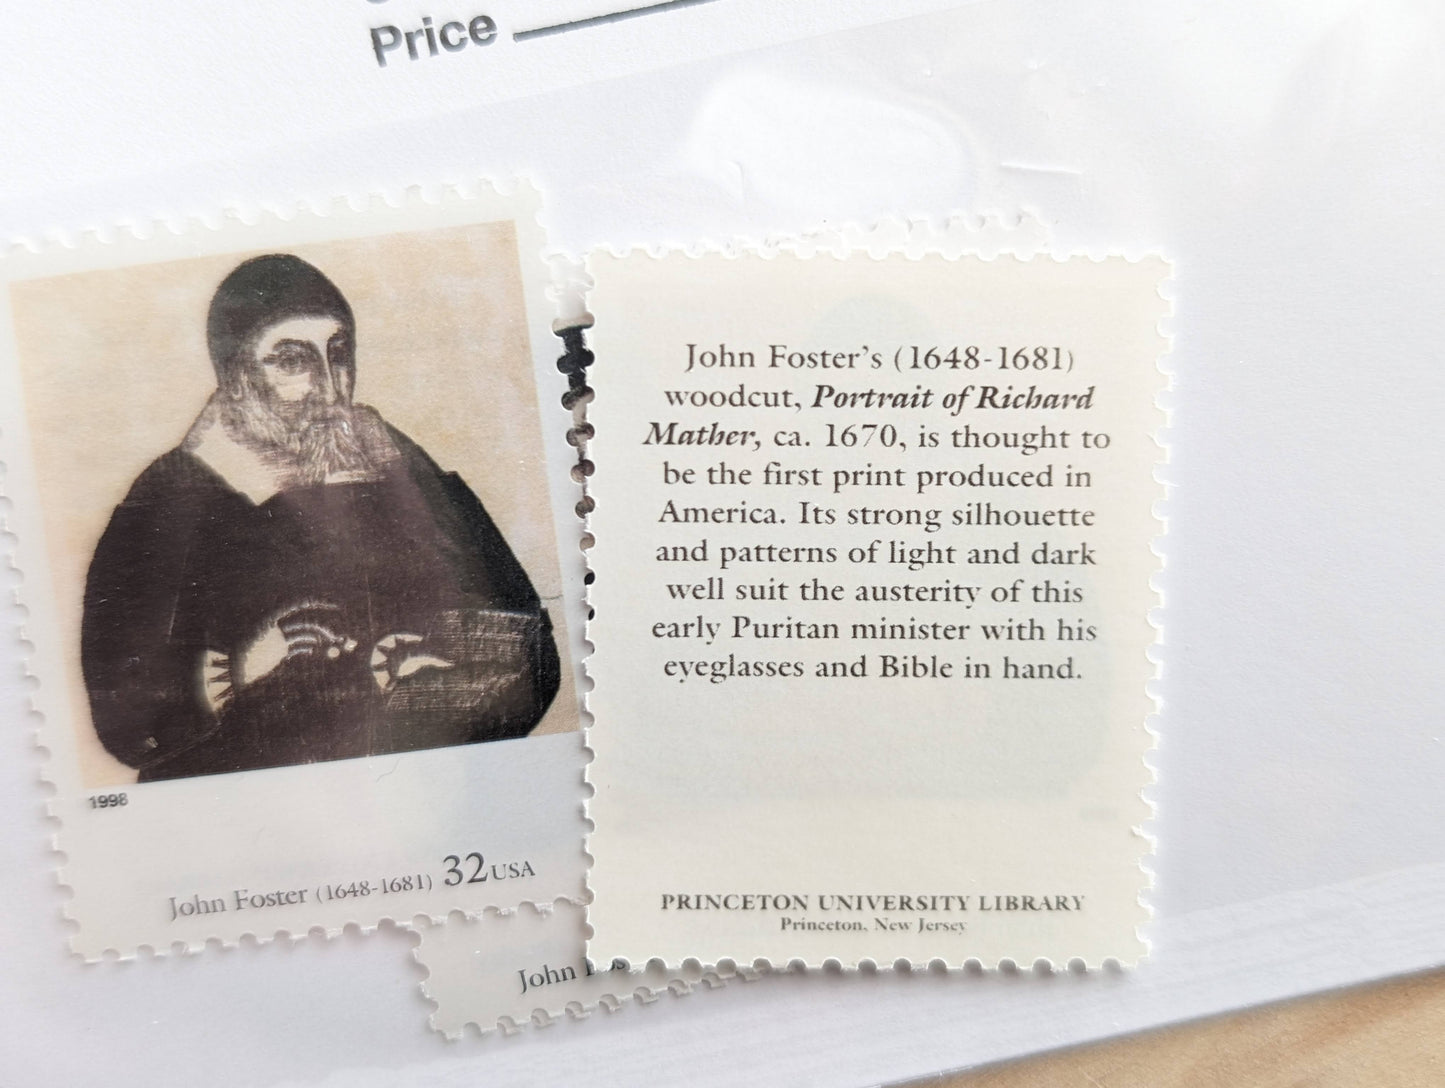 Price
1998
John Foster (1648-1681) 32USA
John
John Foster's (1648-1681)
woodcut, Portrait of Richard
Mather, ca. 1670, is thought to
be the first print produced in
America. Its strong silhouette
and patterns of light and dark
well suit the austerity of this
early Puritan minister with his
eyeglasses and Bible in hand.
PRINCETON UNIVERSITY LIBRARY
Princeton, New Jersey